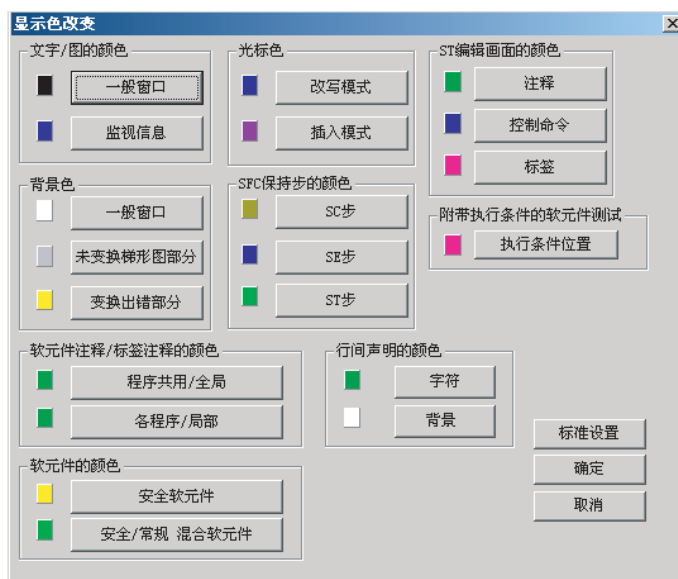 显示色改变
文字/图的颜色
一般窗口
监视信息
光标色
改写模式
插入模式
ST编辑画面的颜色
注释
控制命令
标签
背景色
一般窗口
未变换梯形图部分
变换出错部分
SFC保持步的颜色
SC步
SE步
ST步
附带执行条件的软元件测试
执行条件位置
软元件注释/标签注释的颜色
程序共用/全局
各程序/局部
行间声明的颜色
字符
背景
软元件的颜色
安全软元件
安全/常规 混合软元件
标准设置
确定
取消